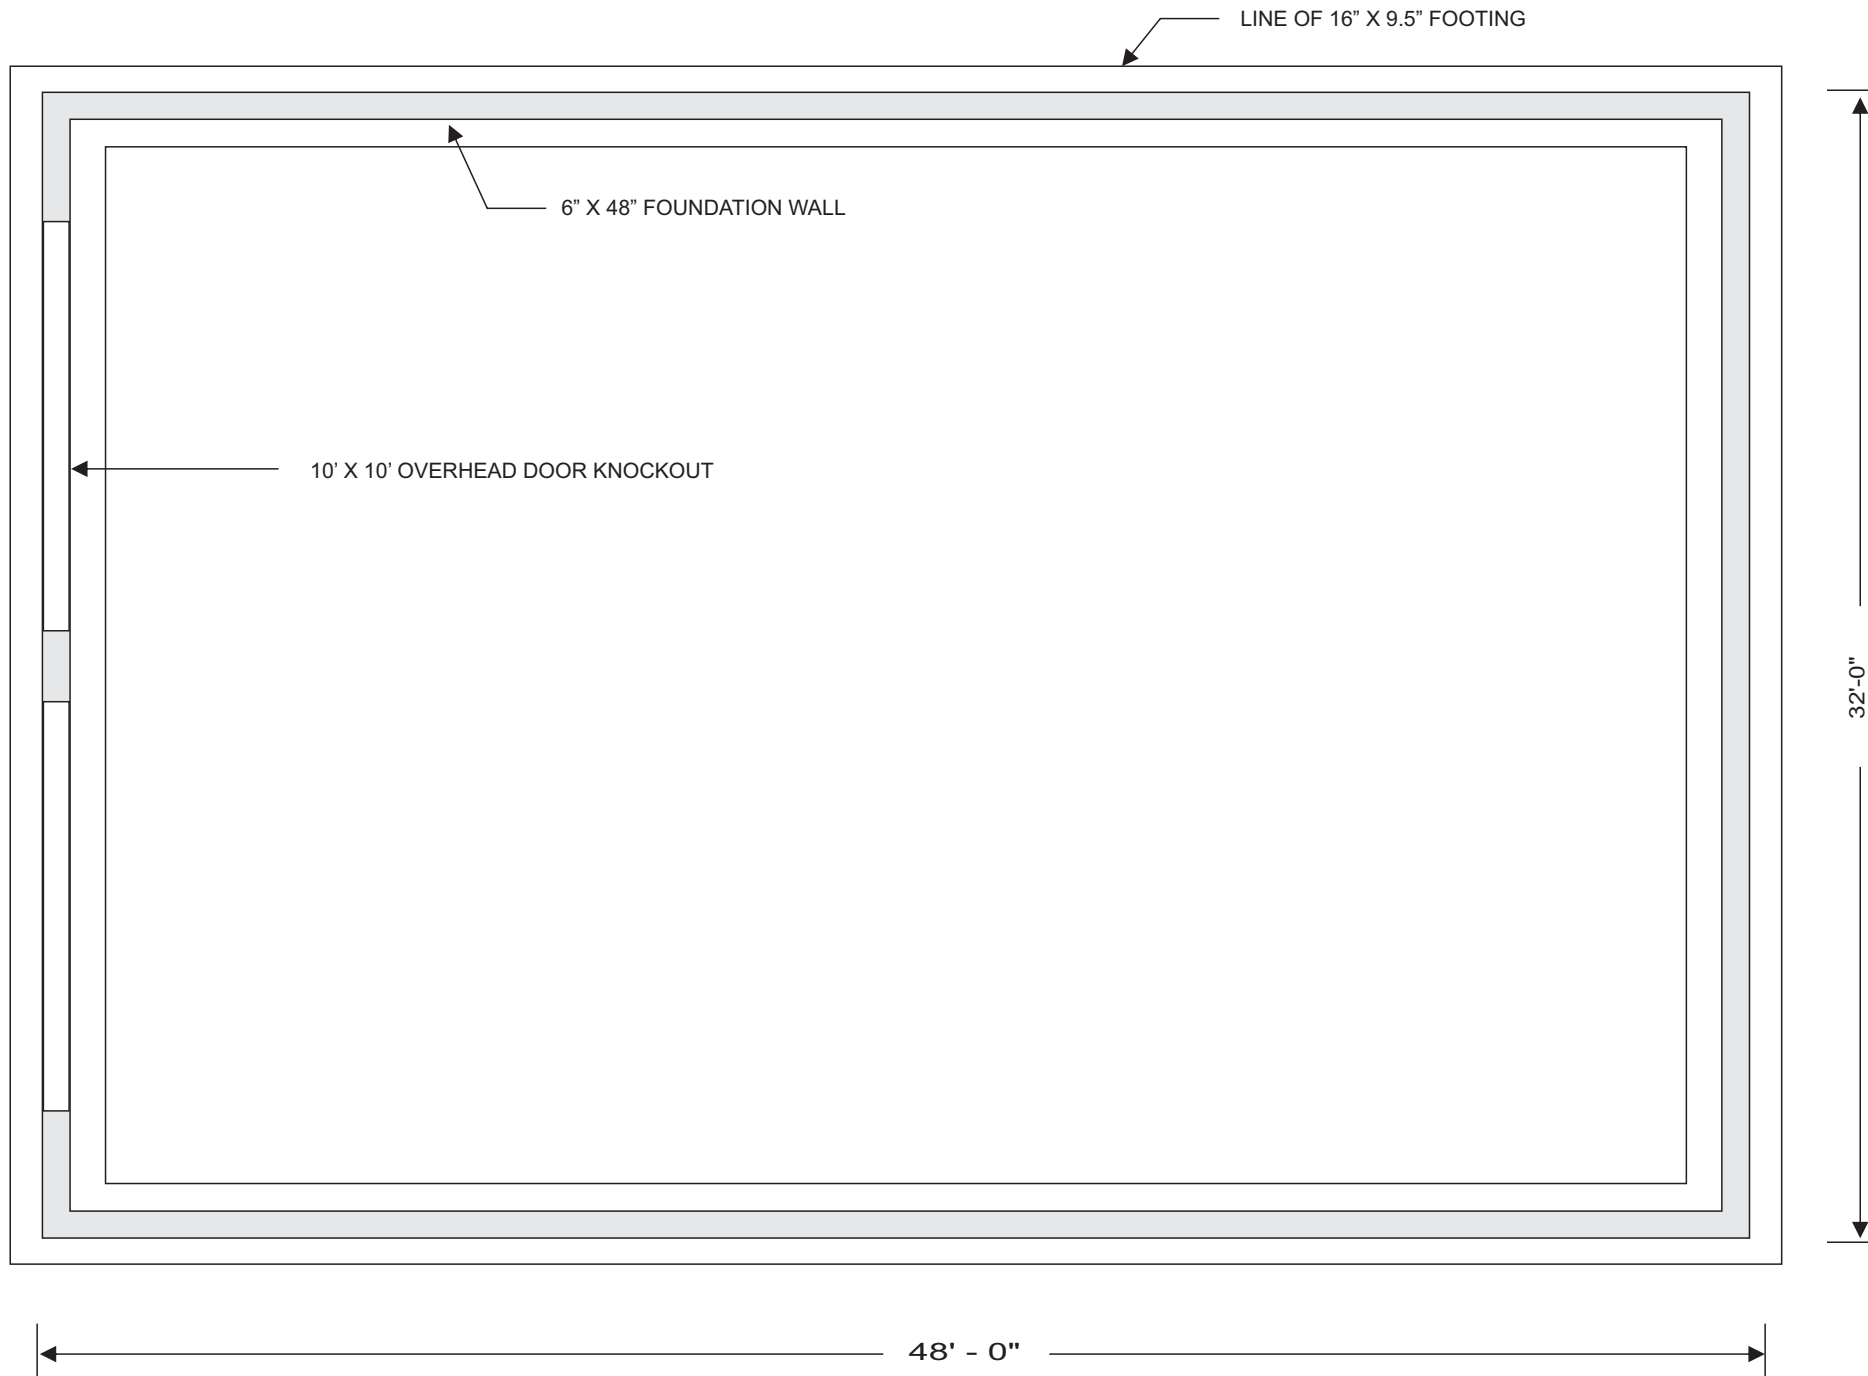 LINE OF 16” X 9.5” FOOTING
6” X 48” FOUNDATION WALL
10’ X 10’ OVERHEAD DOOR KNOCKOUT
32'-0"
48' - 0"